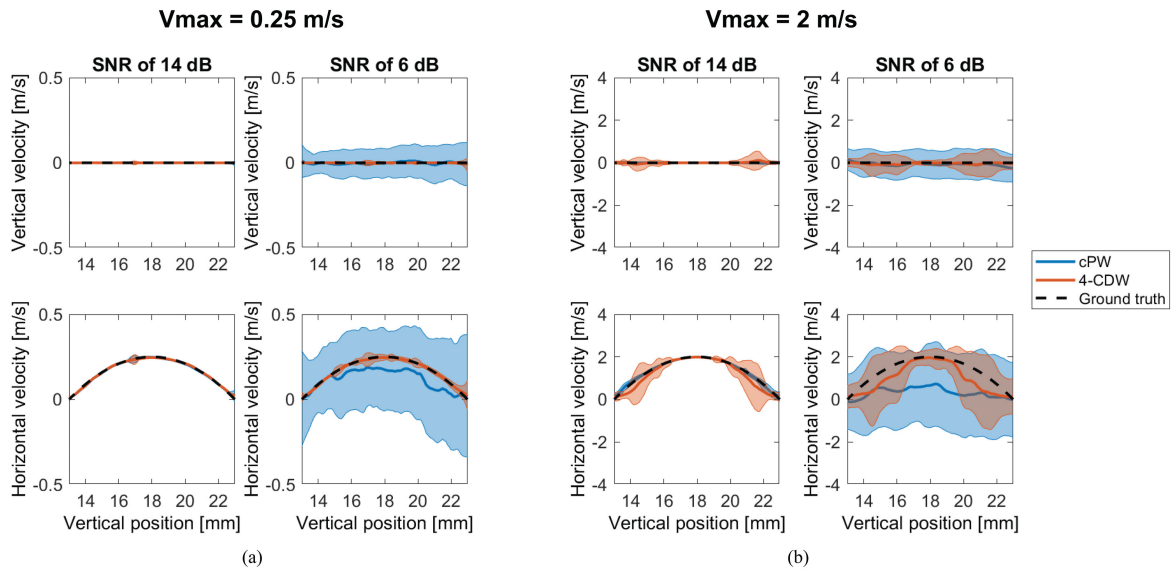 Vmax = 0.25 m/s
SNR of 14 dB
SNR of 6 dB
Vertical velocity [m/s]
0.5
0
-0.5
14 16 18 20 22
Vertical velocity [m/s]
0.5
0
-0.5
14 16 18 20 22
Horizontal velocity [m/s]
0.5
0
-0.5
14 16 18 20 22
Vertical position [mm]
Horizontal velocity [m/s]
0.5
0
-0.5
14 16 18 20 22
Vertical position [mm]
(a)
Vmax = 2 m/s
SNR of 14 dB
SNR of 6 dB
Vertical velocity [m/s]
4
2
0
-2
-4
14 16 18 20 22
Vertical velocity [m/s]
4
2
0
-2
-4
14 16 18 20 22
Horizontal velocity [m/s]
4
2
0
-2
-4
14 16 18 20 22
Vertical position [mm]
Horizontal velocity [m/s]
4
2
0
-2
-4
14 16 18 20 22
Vertical position [mm]
(b)
cPW
4-CDW
Ground truth